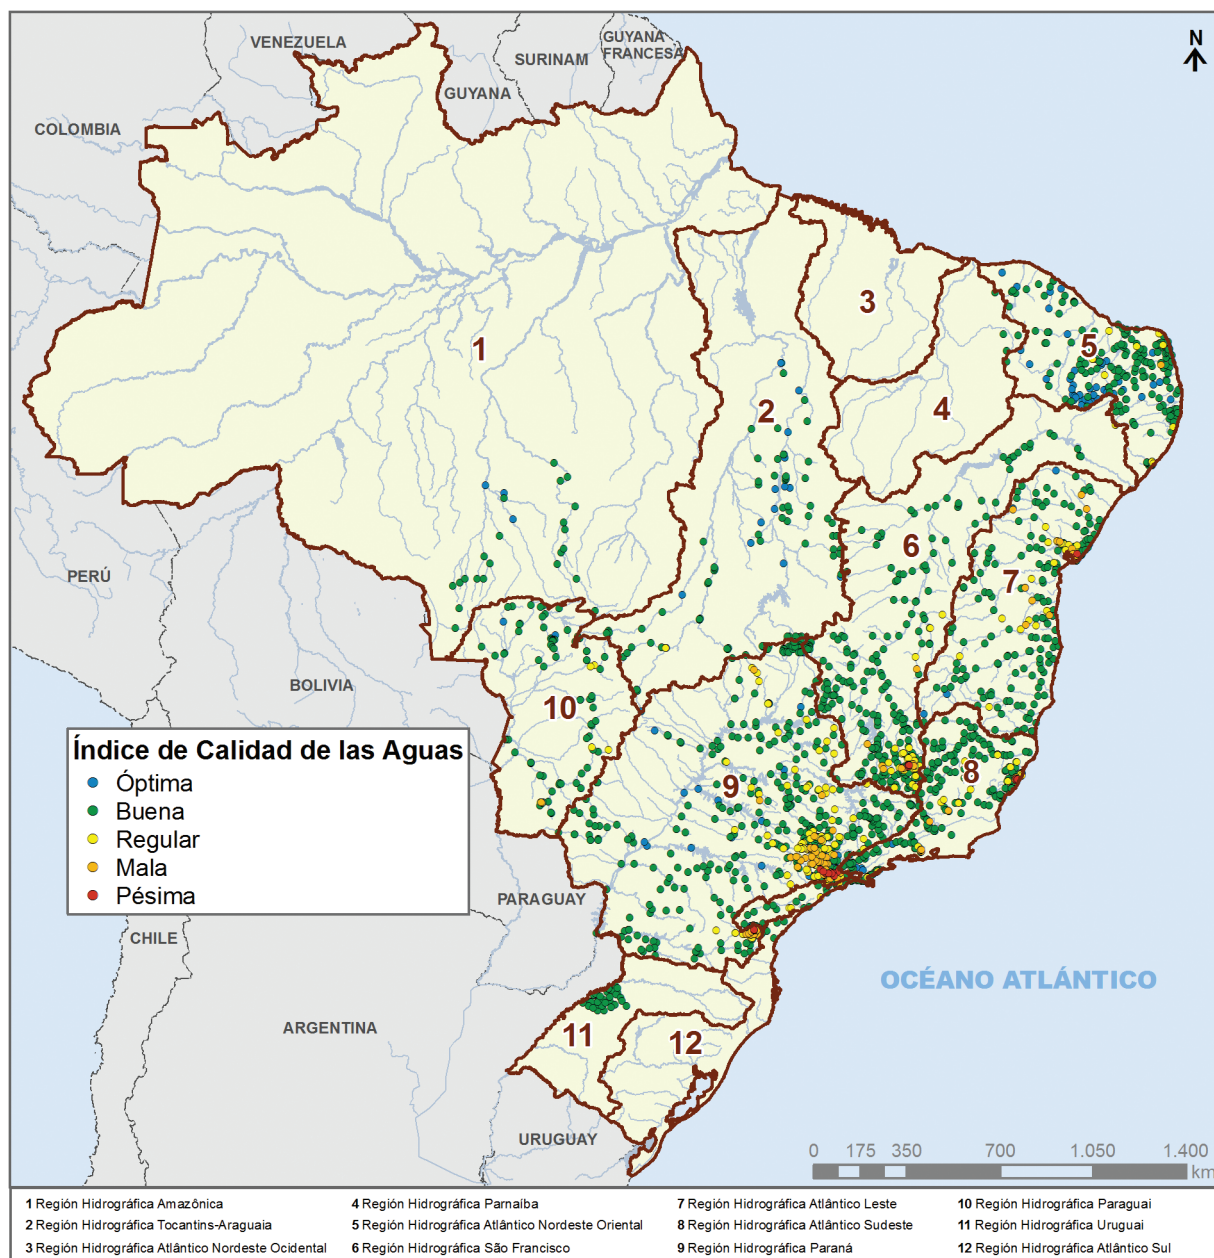 VENEZUELA
SURINAM
GUYANA
FRANCESA
GUYANA
COLOMBIA
N
1
2
3
4
5
6
7
8
9
10
11
12
PERÚ
BOLIVIA
Índice de Calidad de las Aguas
Óptima
Buena
Regular
Mala
Pésima
PARAGUAY
CHILE
ARGENTINA
URUGUAY
OCÉANO ATLÁNTICO
0 175 350 700 1.050 1.400
km
1 Región Hidrográfica Amazônica
2 Región Hidrográfica Tocantins-Araguaia
3 Región Hidrográfica Atlântico Nordeste Ocidental
4 Región Hidrográfica Parnaíba
5 Región Hidrográfica Atlântico Nordeste Oriental
6 Región Hidrográfica São Francisco
7 Región Hidrográfica Atlântico Leste
8 Región Hidrográfica Atlântico Sudeste
9 Región Hidrográfica Paraná
10 Región Hidrográfica Paraguai
11 Región Hidrográfica Uruguai
12 Región Hidrográfica Atlântico Sul